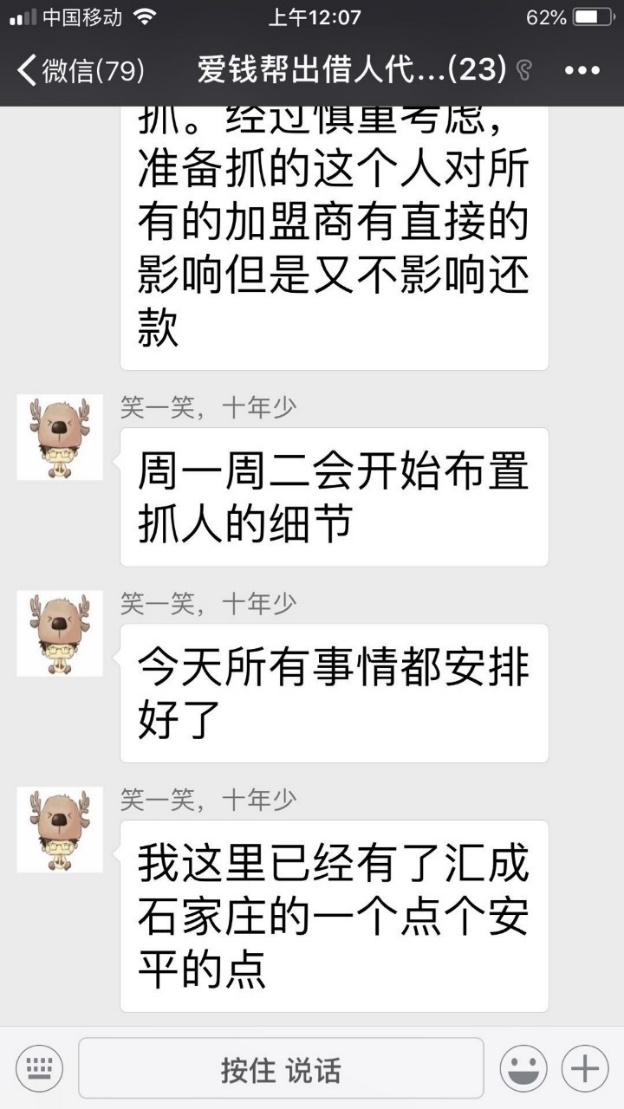 中国移动 上午12:07 62%
微信(79) 爱钱帮出借人代...(23)
抓。经过慎重考虑，
准备抓的这个人对所
有的加盟商有直接的
影响但是又不影响还
款
笑一笑，十年少
周一周二会开始布置
抓人的细节
笑一笑，十年少
今天所有事情都安排
好了
笑一笑，十年少
我这里已经有了汇成
石家庄的一个点个安
平的点
按住 说话